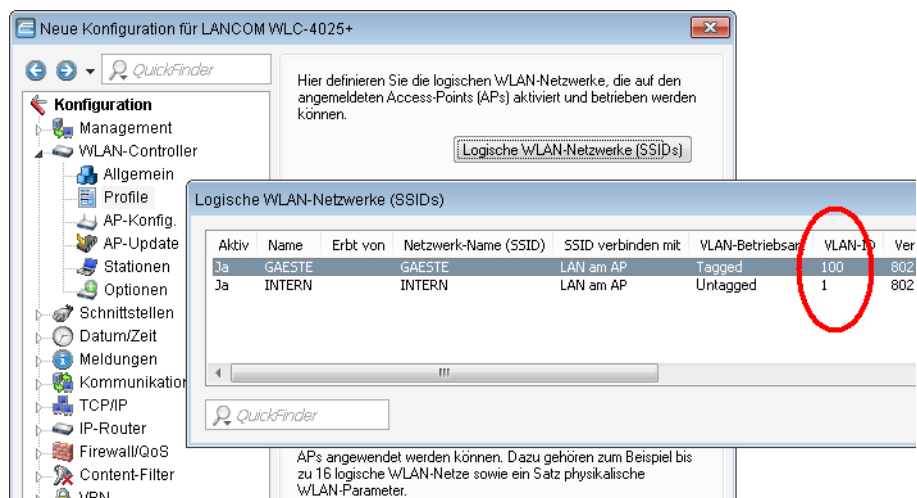 Neue Konfiguration für LANCOM WLC-4025+
QuickFinder
Konfiguration
Management
WLAN-Controller
Allgemein
Profile
AP-Konfig.
AP-Update
Stationen
Optionen
Schnittstellen
Datum/Zeit
Meldungen
Kommunikation
TCP/IP
IP-Router
Firewall/QoS
Content-Filter
VPN
Hier definieren Sie die logischen WLAN-Netzwerke, die auf den
angemeldeten Access-Points (APs) aktiviert und betrieben werden
können.
Logische WLAN-Netzwerke (SSIDs)
Logische WLAN-Netzwerke (SSIDs)
Aktiv Name Erbt von Netzwerk-Name (SSID) SSID verbinden mit VLAN-Betriebsart VLAN-ID Ver
Ja GAESTE GAESTE LAN am AP Tagged 100 802
Ja INTERN INTERN LAN am AP Untagged 1 802
QuickFinder
APs angewendet werden können. Dazu gehören zum Beispiel bis
zu 16 logische WLAN-Netze sowie ein Satz physikalische
WLAN-Parameter.